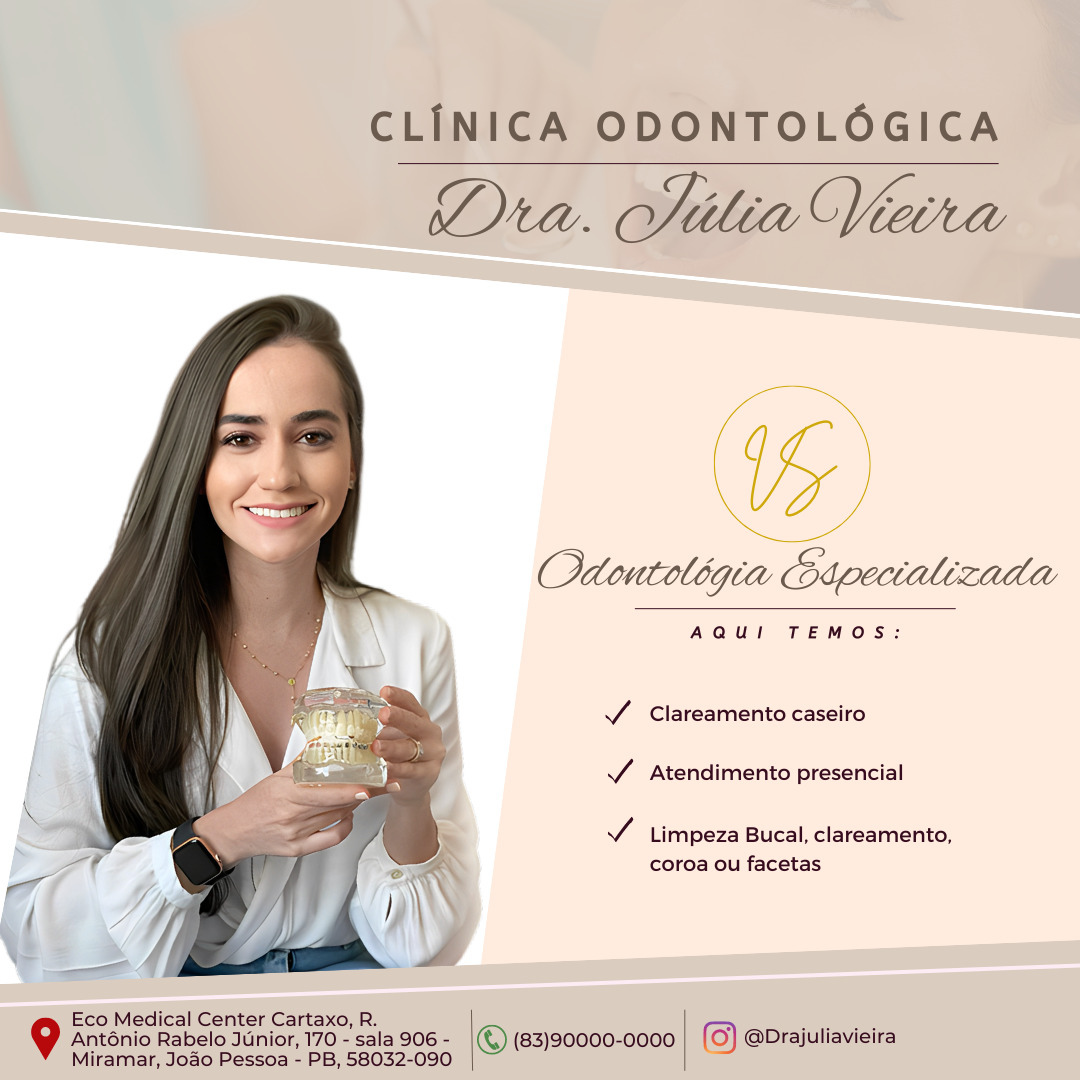 CLÍNICA ODONTOLÓGICA
Dra. Júlia Vieira
VS
Odontológia Especializada
AQUI TEMOS:
Clareamento caseiro
Atendimento presencial
Limpeza Bucal, clareamento,
coroa ou facetas
Eco Medical Center Cartaxo, R.
Antônio Rabelo Júnior, 170 - sala 906 -
Miramar, João Pessoa - PB, 58032-090
(83)90000-0000
@Drajuliavieira